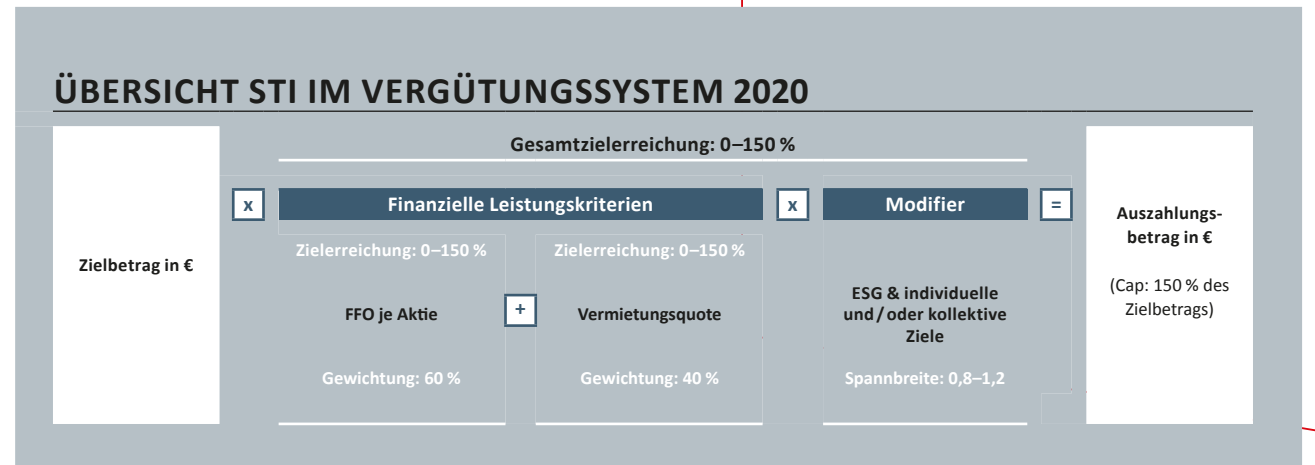 ÜBERSICHT STI IM VERGÜTUNGSSYSTEM 2020
Gesamtzielerreichung: 0–150 %
Zielbetrag in €
x
Finanzielle Leistungskriterien
Zielerreichung: 0–150 %
FFO je Aktie
Gewichtung: 60 %
+
Zielerreichung: 0–150 %
Vermietungsquote
Gewichtung: 40 %
x
Modifier
ESG & individuelle
und / oder kollektive
Ziele
Spannbreite: 0,8–1,2
=
Auszahlungs-
betrag in €
(Cap: 150 % des
Zielbetrags)